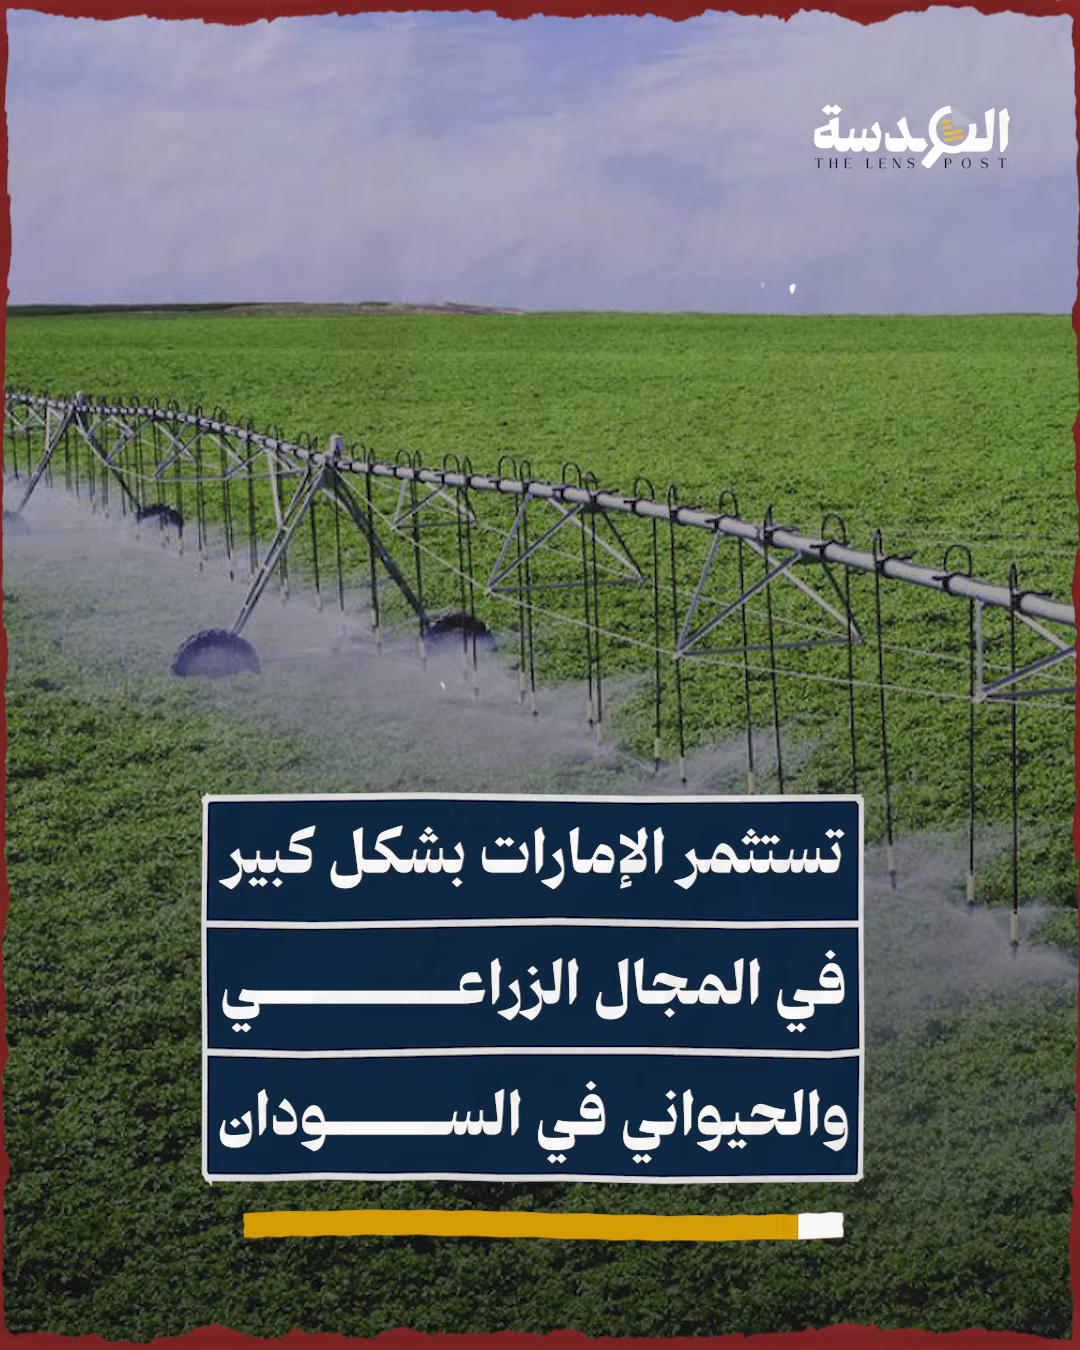 العدسة
THE LENS POST
تستثمر الإمارات بشكل كبير
في المجال الزراعـــــــــــي
والحيواني في الســـــــودان